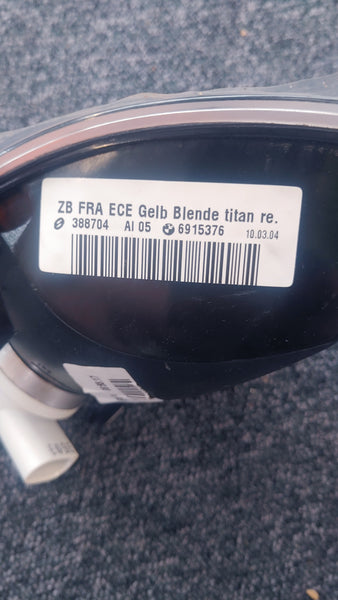 ZB FRA ECE Gelb Blende titan re.
388704 AI 05 6915376 10.03.04